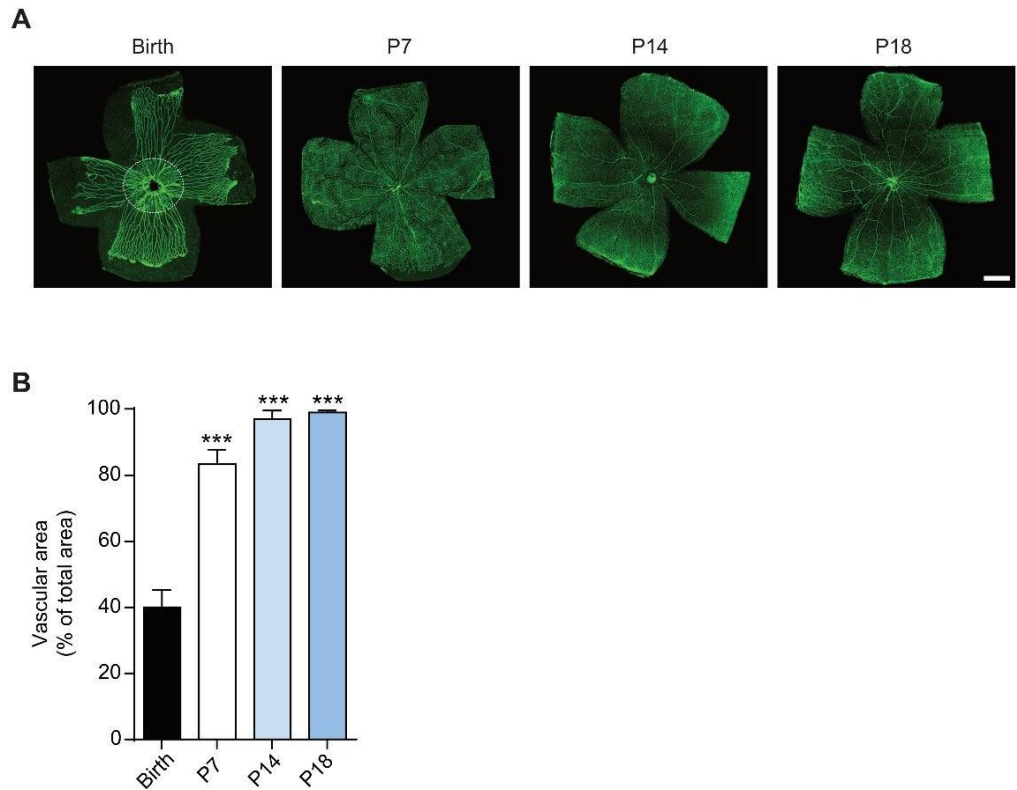 A
Birth P7 P14 P18
B
100
80
60
40
20
0
Vascular area
(% of total area)
***
***
***
Birth
P7
P14
P18